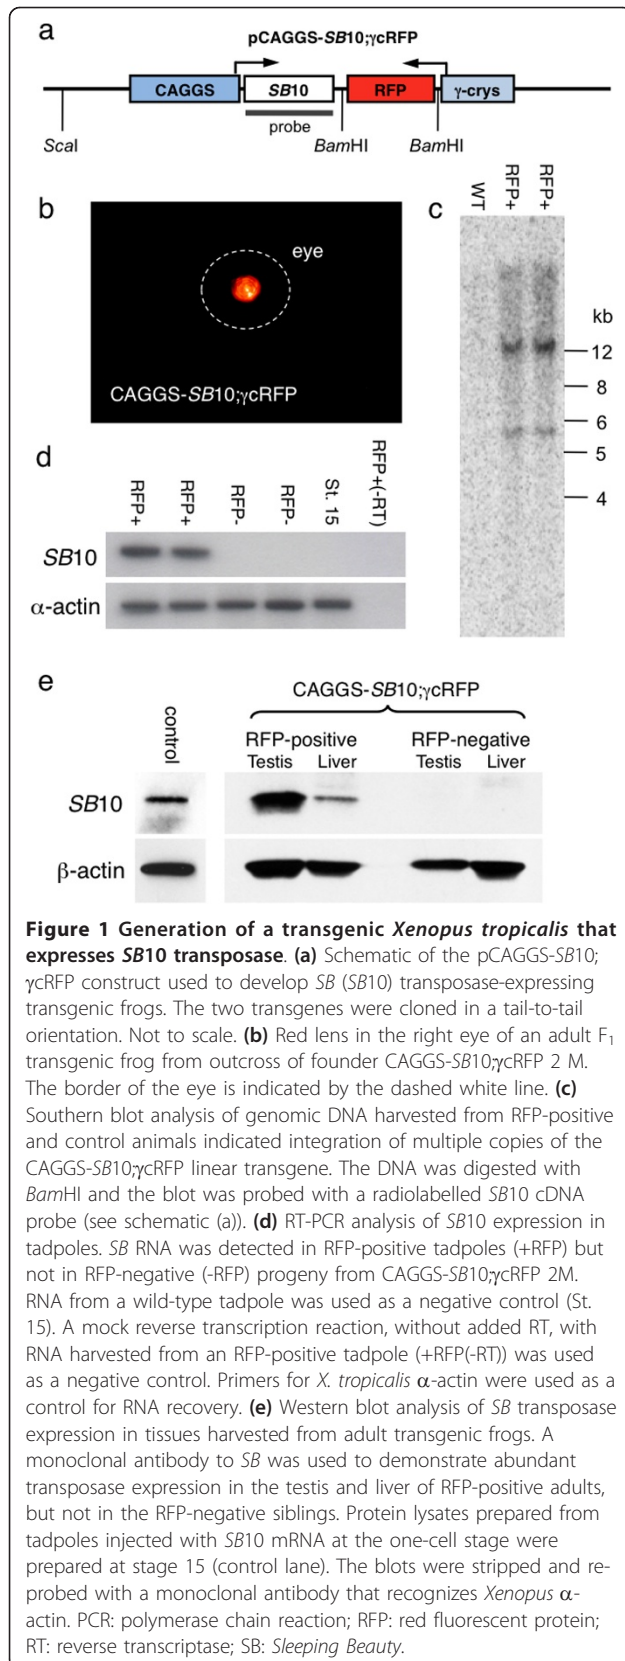 a
pCAGGS-SB10;γcRFP
CAGGS
SB10
RFP
γ-crys
probe
ScaI
BamHI
BamHI
b
eye
CAGGS-SB10;γcRFP
c
WT
RFP+
RFP+
kb
12
8
6
5
4
d
RFP+
RFP+
RFP-
RFP-
St. 15
RFP+(-RT)
SB10
α-actin
e
CAGGS-SB10;γcRFP
control
RFP-positive
RFP-negative
Testis Liver
Testis Liver
SB10
β-actin
Figure 1 Generation of a transgenic Xenopus tropicalis that
expresses SB10 transposase. (a) Schematic of the pCAGGS-SB10;
γcRFP construct used to develop SB (SB10) transposase-expressing
transgenic frogs. The two transgenes were cloned in a tail-to-tail
orientation. Not to scale. (b) Red lens in the right eye of an adult F1
transgenic frog from outcross of founder CAGGS-SB10;γcRFP 2 M.
The border of the eye is indicated by the dashed white line. (c)
Southern blot analysis of genomic DNA harvested from RFP-positive
and control animals indicated integration of multiple copies of the
CAGGS-SB10;γcRFP linear transgene. The DNA was digested with
BamHI and the blot was probed with a radiolabelled SB10 cDNA
probe (see schematic (a)). (d) RT-PCR analysis of SB10 expression in
tadpoles. SB RNA was detected in RFP-positive tadpoles (+RFP) but
not in RFP-negative (-RFP) progeny from CAGGS-SB10;γcRFP 2M.
RNA from a wild-type tadpole was used as a negative control (St.
15). A mock reverse transcription reaction, without added RT, with
RNA harvested from an RFP-positive tadpole (+RFP(-RT)) was used
as a negative control. Primers for X. tropicalis α-actin were used as a
control for RNA recovery. (e) Western blot analysis of SB transposase
expression in tissues harvested from adult transgenic frogs. A
monoclonal antibody to SB was used to demonstrate abundant
transposase expression in the testis and liver of RFP-positive adults,
but not in the RFP-negative siblings. Protein lysates prepared from
tadpoles injected with SB10 mRNA at the one-cell stage were
prepared at stage 15 (control lane). The blots were stripped and re-
probed with a monoclonal antibody that recognizes Xenopus α-
actin. PCR: polymerase chain reaction; RFP: red fluorescent protein;
RT: reverse transcriptase; SB: Sleeping Beauty.